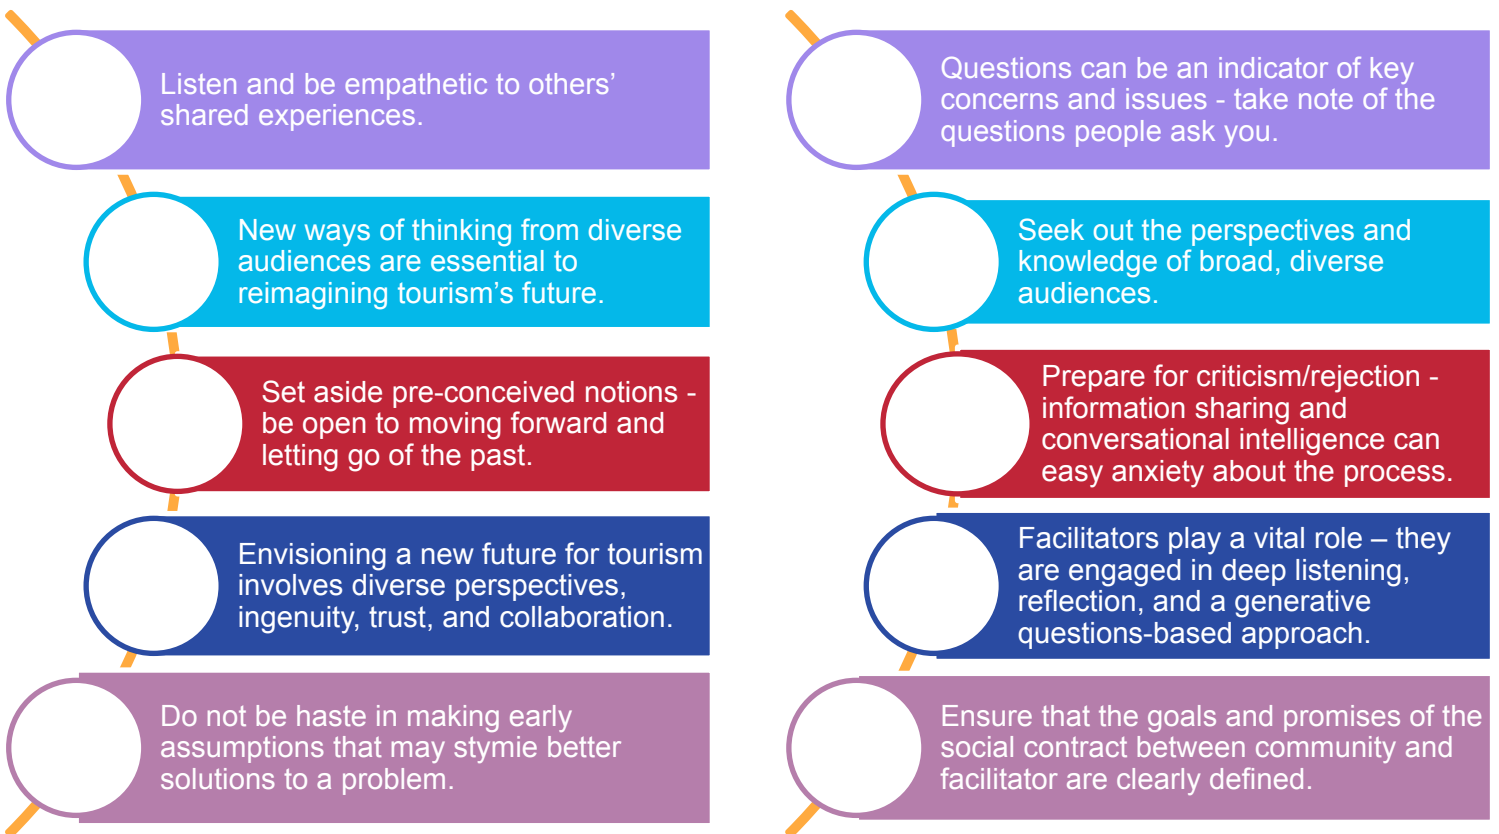 Listen and be empathetic to others’
shared experiences.
New ways of thinking from diverse
audiences are essential to
reimagining tourism’s future.
Set aside pre-conceived notions -
be open to moving forward and
letting go of the past.
Envisioning a new future for tourism
involves diverse perspectives,
ingenuity, trust, and collaboration.
Do not be haste in making early
assumptions that may stymie better
solutions to a problem.
Questions can be an indicator of key
concerns and issues - take note of the
questions people ask you.
Seek out the perspectives and
knowledge of broad, diverse
audiences.
Prepare for criticism/rejection -
information sharing and
conversational intelligence can
easy anxiety about the process.
Facilitators play a vital role – they
are engaged in deep listening,
reflection, and a generative
questions-based approach.
Ensure that the goals and promises of the
social contract between community and
facilitator are clearly defined.